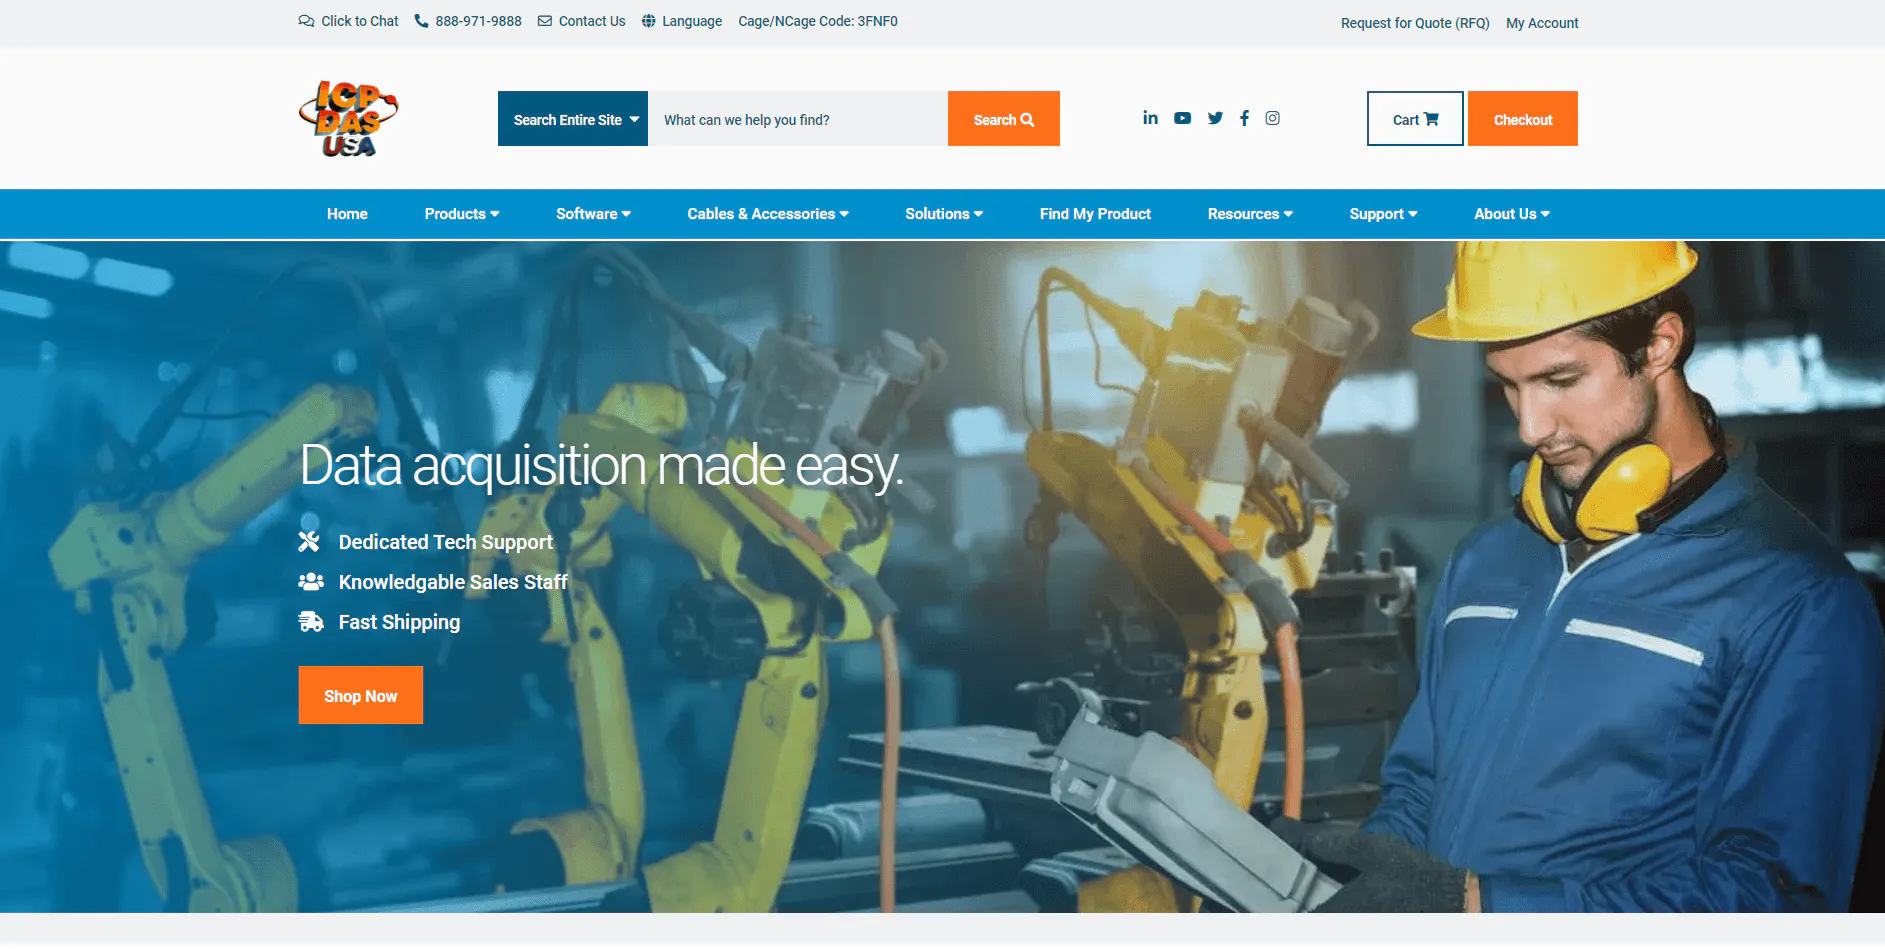 Click to Chat 888-971-9888 Contact Us Language Cage/NCage Code: 3FNF0 Request for Quote (RFQ) My Account
ICP
DAS
USA
Search Entire Site What can we help you find? Search Cart Checkout
Home Products Software Cables & Accessories Solutions Find My Product Resources Support About Us
Data acquisition made easy.
Dedicated Tech Support
Knowledgable Sales Staff
Fast Shipping
Shop Now